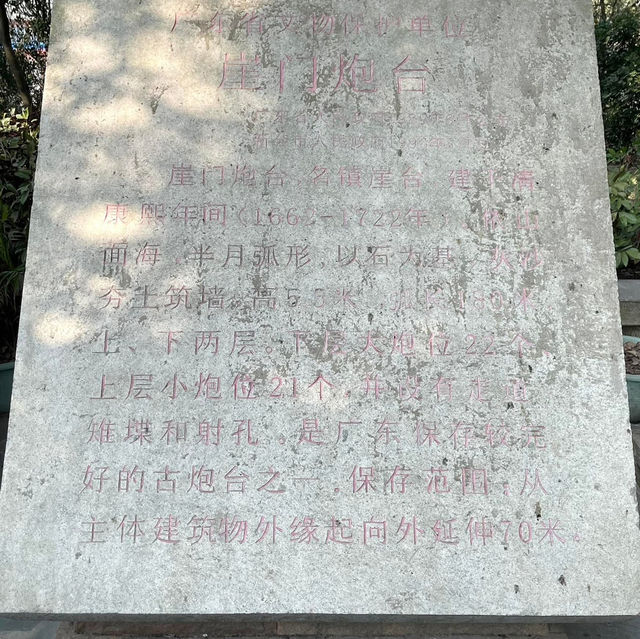 广东省文物保护单位
崖门炮台
崖门炮台，名镇崖台 建
康熙年间（1662-1722年
面海，半月弧形，以石为基，
夯土筑墙。高5.5米
上、下两层。下层大炮位22个，
上层小炮位21个，并设有走道
雉堞和射孔，是广东保存较完
好的古炮台之一。保存范围：从
主体建筑物外缘起向外延伸70米。